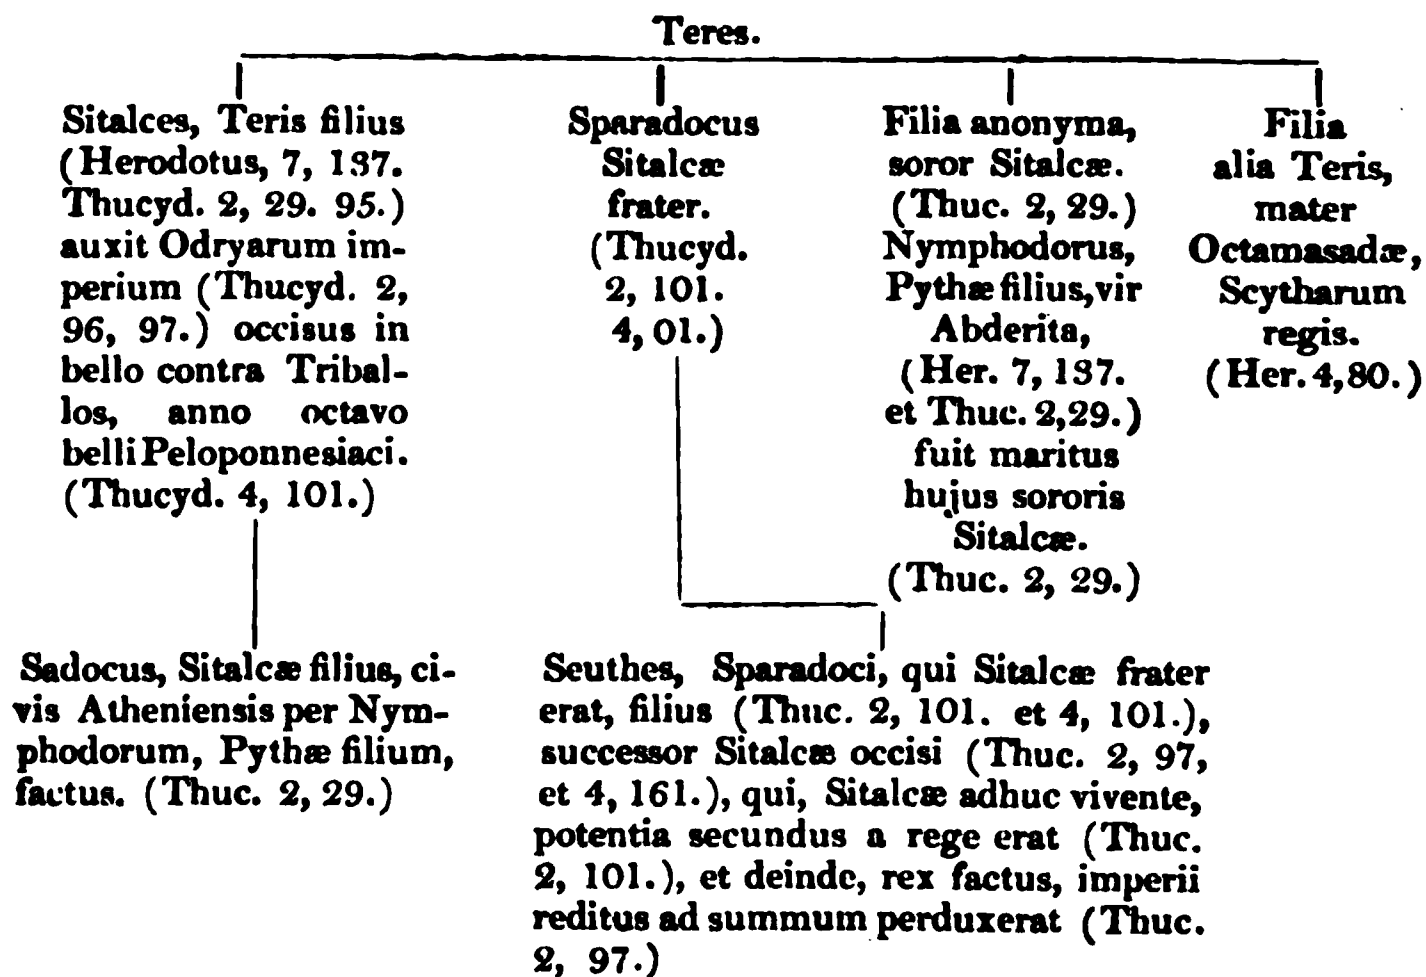 Teres.
Sitalces, Teris filius
(Herodotus, 7, 137.
Thucyd. 2, 29. 95.)
auxit Odryarum im-
perium (Thucyd. 2,
96, 97.) occisus in
bello contra Tribal-
los, anno octavo
belli Peloponnesiaci.
(Thucyd. 4, 101.)
Sparadocus
Sitalcæ
frater.
(Thucyd.
2, 101.
4, 01.)
Filia anonyma,
soror Sitalcæ.
(Thuc. 2, 29.)
Nymphodorus,
Pythæ filius, vir
Abderita,
(Her. 7, 137.
et Thuc. 2,29.)
fuit maritus
hujus sororis
Sitalcæ.
(Thuc. 2, 29.)
Filia
alia Teris,
mater
Octamasadæ,
Scytharum
regis.
(Her. 4,80.)
Sadocus, Sitalcæ filius, ci-
vis Atheniensis per Nym-
phodorum, Pythæ filium,
factus. (Thuc. 2, 29.)
Seuthes, Sparadoci, qui Sitalcæ frater
erat, filius (Thuc. 2, 101. et 4, 101.),
successor Sitalcæ occisi (Thuc. 2, 97,
et 4, 161.), qui, Sitalcæ adhuc vivente,
potentia secundus a rege erat (Thuc.
2, 101.), et deinde, rex factus, imperii
reditus ad summum perduxerat (Thuc.
2, 97.)